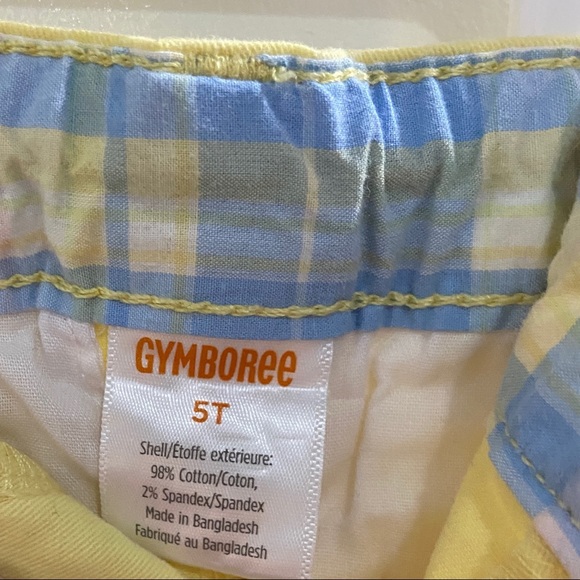 GYMBOREE
5T
Shell/Étoffe extérieure:
98% Cotton/Coton,
2% Spandex/Spandex
Made in Bangladesh
Fabriqué au Bangladesh